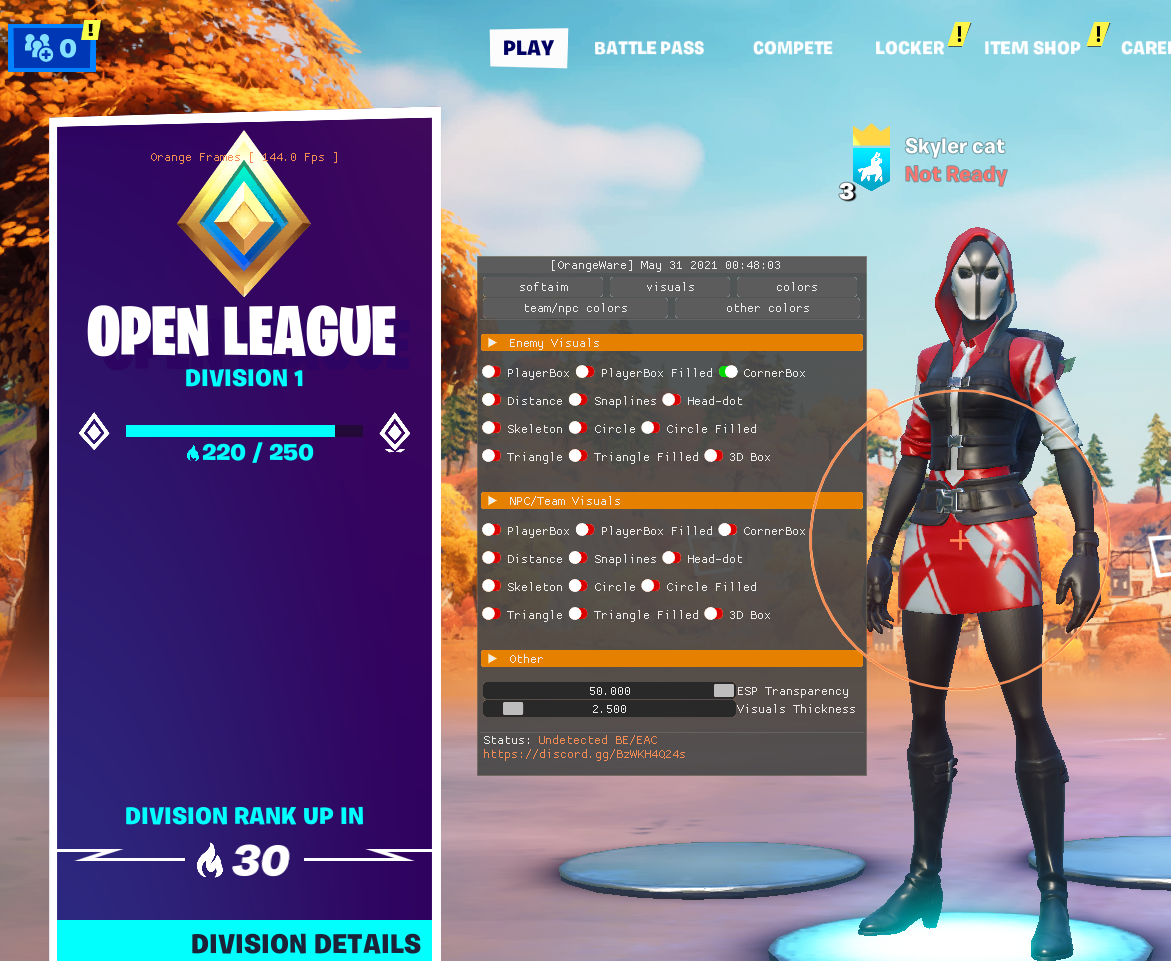 0
!
PLAY
BATTLE PASS
COMPETE
LOCKER
!
ITEM SHOP
!
CARE
Orange Frames [ 144.0 Fps ]
OPEN LEAGUE
DIVISION 1
220 / 250
DIVISION RANK UP IN
30
DIVISION DETAILS
Skyler cat
Not Ready
3
[OrangeWare] May 31 2021 00:48:03
softaim visuals colors
team/npc colors other colors
Enemy Visuals
PlayerBox PlayerBox Filled CornerBox
Distance Snaplines Head-dot
Skeleton Circle Circle Filled
Triangle Triangle Filled 3D Box
NPC/Team Visuals
PlayerBox PlayerBox Filled CornerBox
Distance Snaplines Head-dot
Skeleton Circle Circle Filled
Triangle Triangle Filled 3D Box
Other
50.000 ESP Transparency
2.500 Visuals Thickness
Status: Undetected BE/EAC
https://discord.gg/BzWKH4Q24s